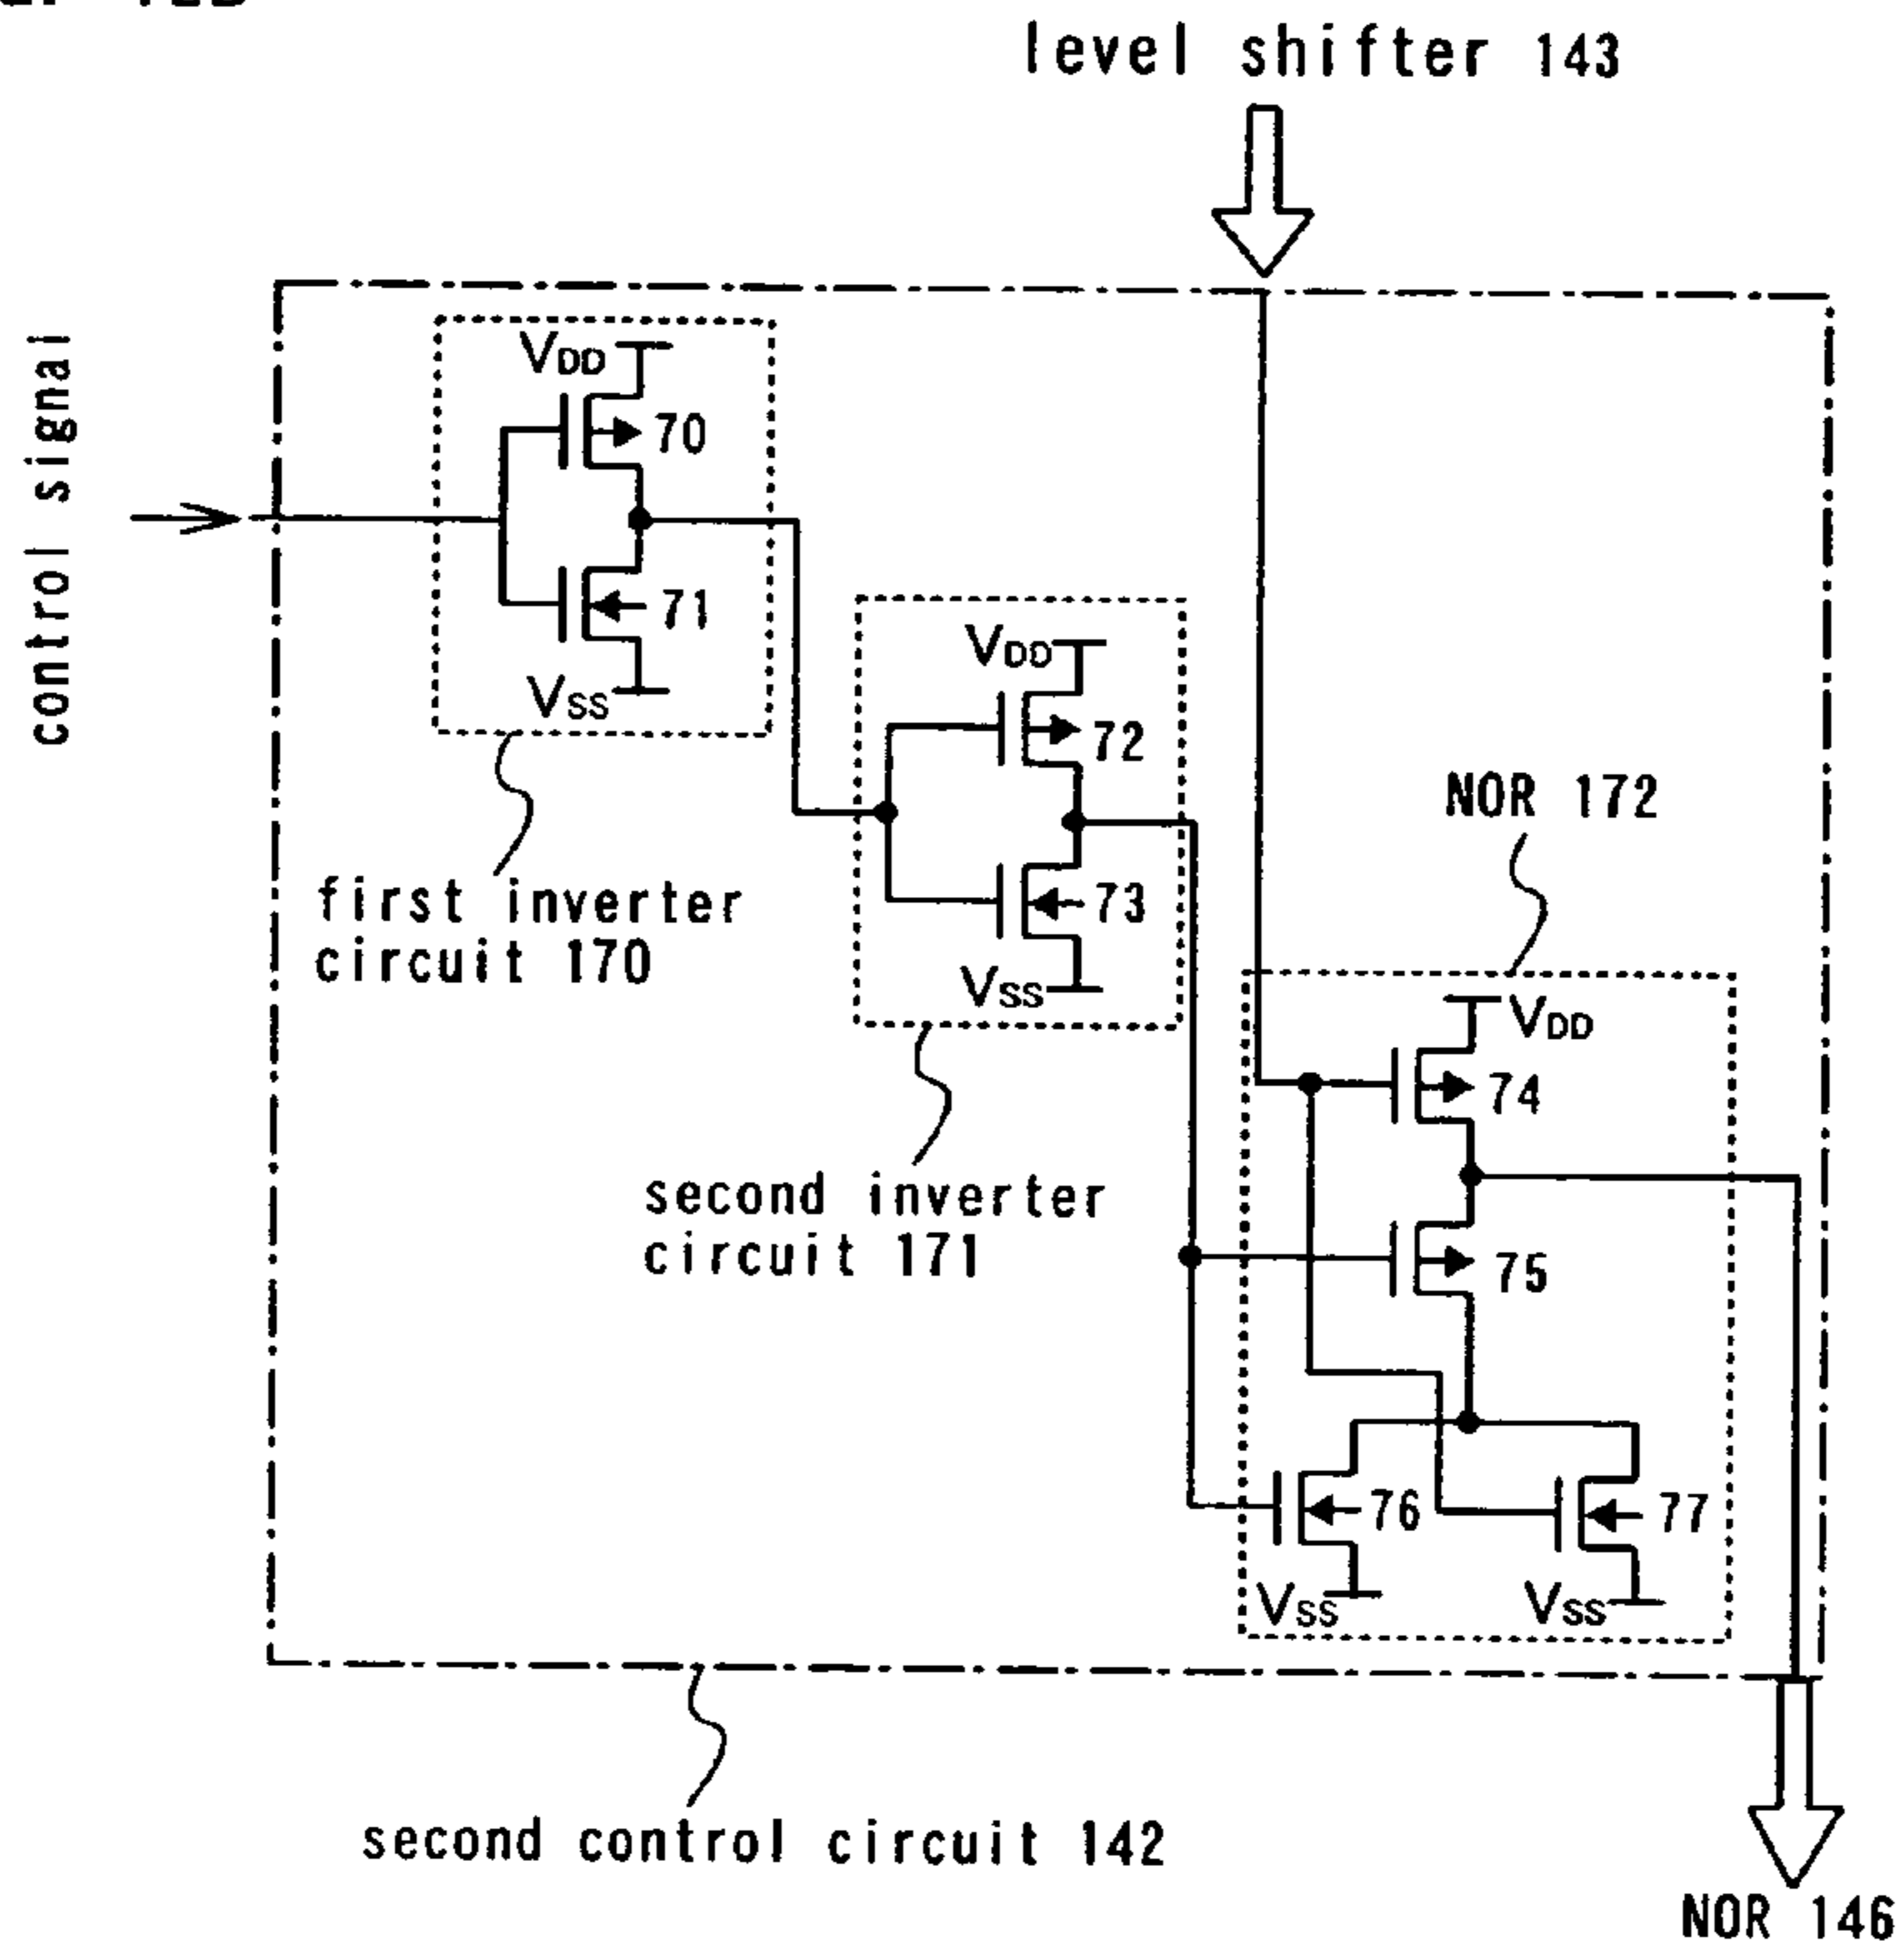 level shifter 143
control signal
VDD
70
71
VSS
first inverter
circuit 170
VDD
72
73
VSS
second inverter
circuit 171
NOR 172
VDD
74
75
76
77
VSS
VSS
second control circuit 142
NOR 146